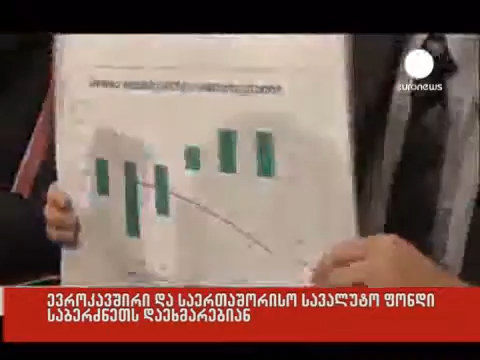 euronews
ევროკავშირი და საერთაშორისო სავალუტო ფონდი
საბერძნეთს დაეხმარებიან